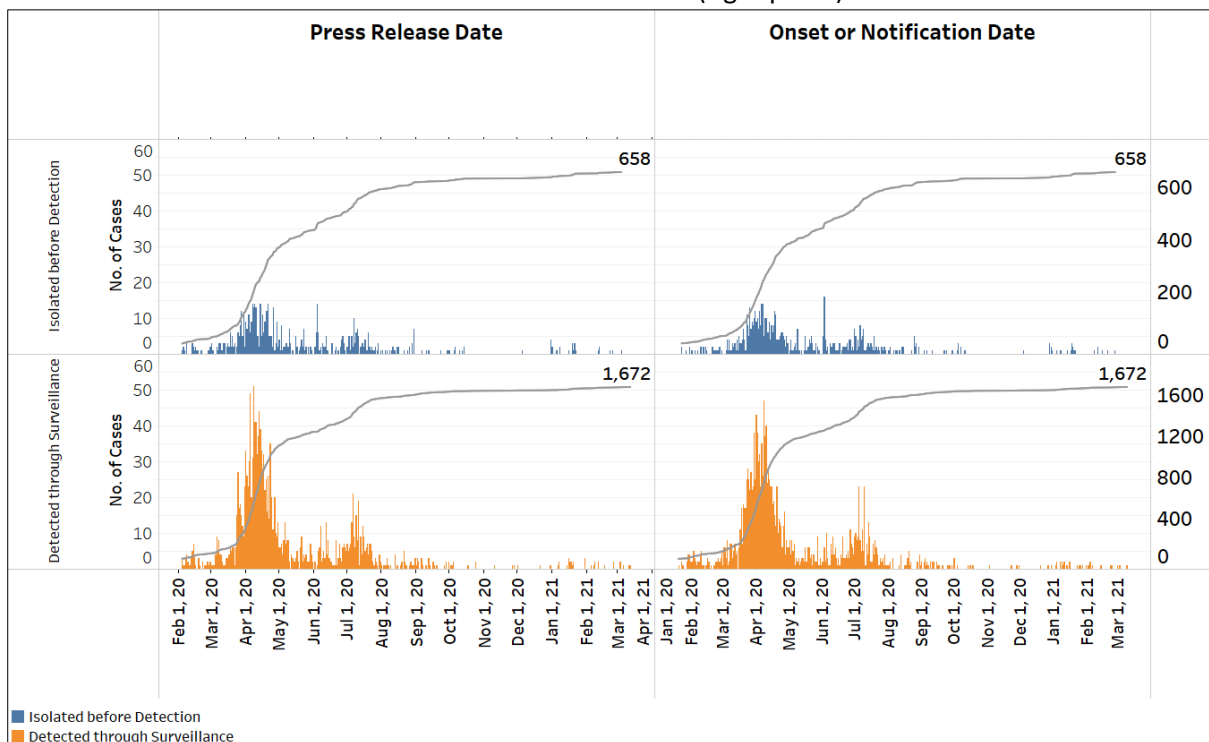 Press Release Date
Onset or Notification Date
Isolated before Detection
No. of Cases
60
50
40
30
20
10
0
658
658
600
400
200
0
Detected through Surveillance
No. of Cases
60
50
40
30
20
10
0
1,672
1,672
1600
1200
800
400
0
Feb 1, 20
Mar 1, 20
Apr 1, 20
May 1, 20
Jun 1, 20
Jul 1, 20
Aug 1, 20
Sep 1, 20
Oct 1, 20
Nov 1, 20
Dec 1, 20
Jan 1, 21
Feb 1, 21
Mar 1, 21
Apr 1, 21
Jan 1, 20
Feb 1, 20
Mar 1, 20
Apr 1, 20
May 1, 20
Jun 1, 20
Jul 1, 20
Aug 1, 20
Sep 1, 20
Oct 1, 20
Nov 1, 20
Dec 1, 20
Jan 1, 21
Feb 1, 21
Mar 1, 21
Isolated before Detection
Detected through Surveillance